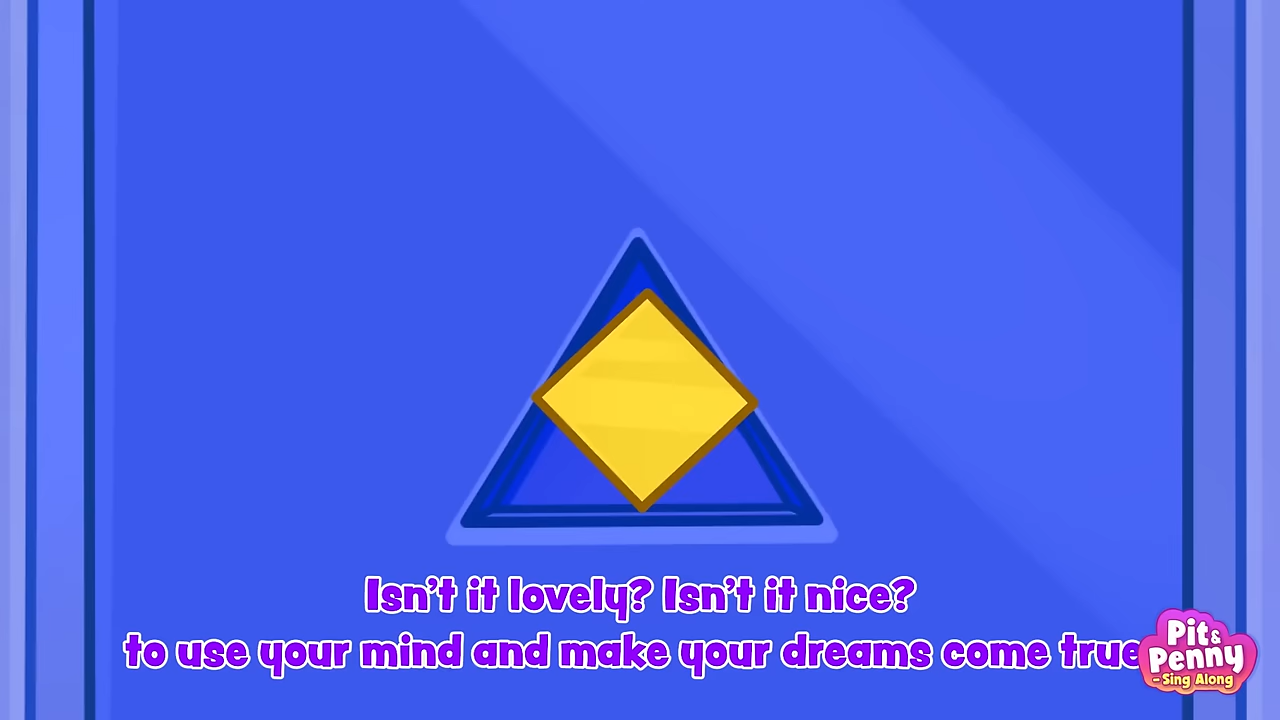 Isn't it lovely? Isn't it nice?
to use your mind and make your dreams come true
Pit &
Penny
- Sing Along